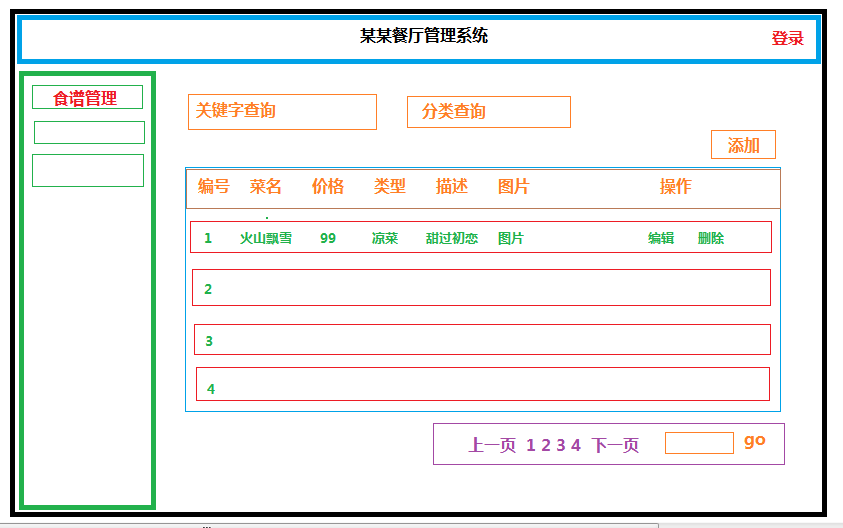 某某餐厅管理系统
登录
食谱管理
关键字查询 分类查询
添加
编号 菜名 价格 类型 描述 图片 操作
1 火山飘雪 99 凉菜 甜过初恋 图片 编辑 删除
2
3
4
上一页 1 2 3 4 下一页 go